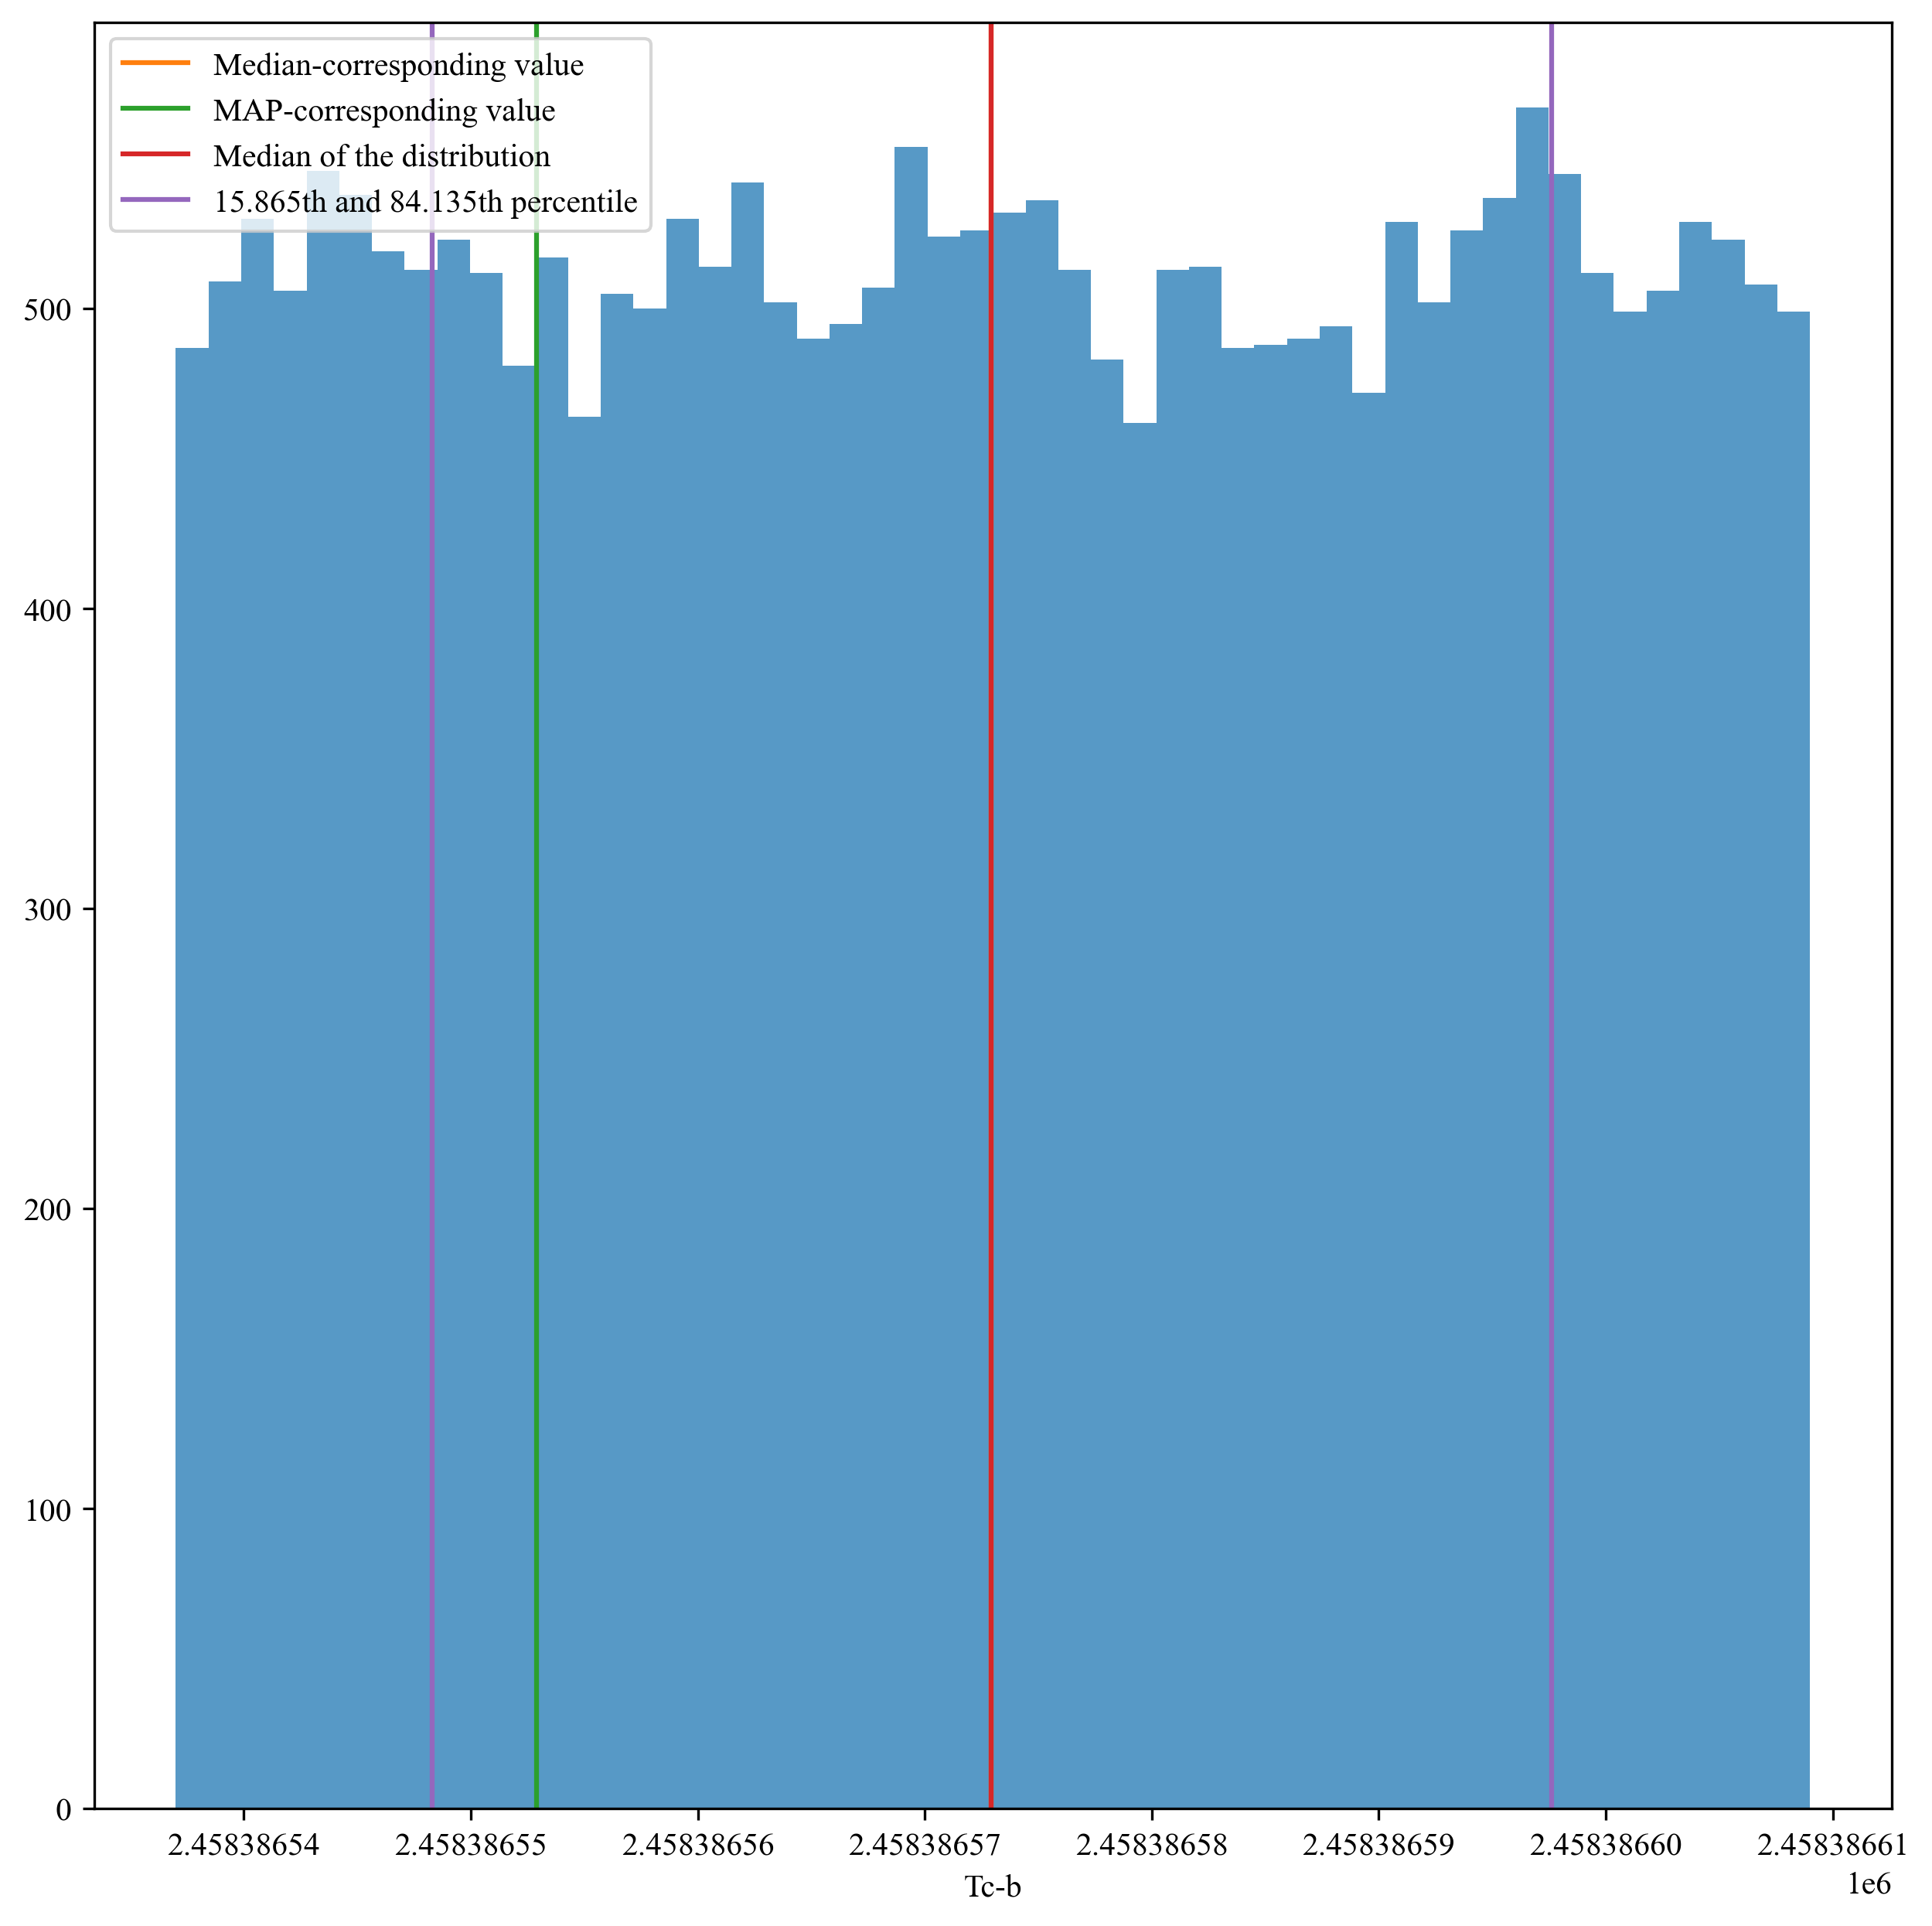 Median-corresponding value
MAP-corresponding value
Median of the distribution
15.865th and 84.135th percentile
500
400
300
200
100
0
2.45838654 2.45838655 2.45838656 2.45838657 2.45838658 2.45838659 2.45838660 2.45838661
Tc-b
1e6